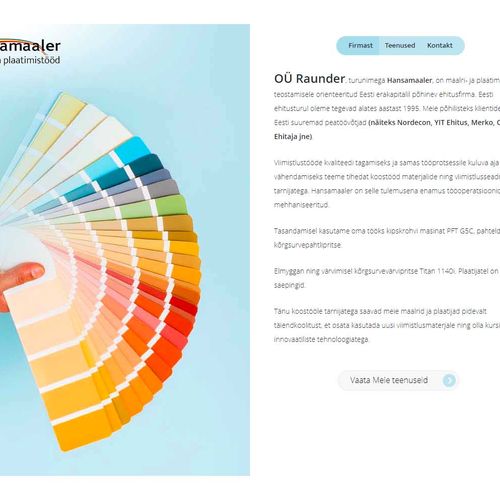 samaaler
plaatimistööd
Firmast Teenused Kontakt
OÜ Raunder, turunimega Hansamaaler, on maalri- ja plaatim
teostamisele orienteeritud Eesti erakapitalil põhinev ehitusfirma. Eesti
ehitusturul oleme tegevad alates aastast 1995. Meie põhilisteks klientide
Eesti suuremad peatöövõtjad (näiteks Nordecon, YIT Ehitus, Merko,
Ehitaja jne).
Viimistlustööde kvaliteedi tagamiseks ja samas tööprotsessile kuluva aja
vähendamiseks teeme tihedat koostööd materjalide ning viimistlusseadm
tarnijatega. Hansamaaler on selle tulemusena enamus tööoperatsioonid
mehhaniseeritud.
Tasandamisel kasutame oma tööks kipskrohvi masinat PFT G5C, pahteld
kõrgsurvepahtlipritse.
Elmyggan ning värvimisel kõrgsurvevärvipritse Titan 1140i. Plaatijatel on
saepingid.
Tänu koostööle tarnijatega saavad meie maalrid ja plaatijad pidevalt
täiendkoolitust, et osata kasutada uusi viimistlusmaterjale ning olla kursi
innovaatiliste tehnoloogiatega.
Vaata Meie teenuseid